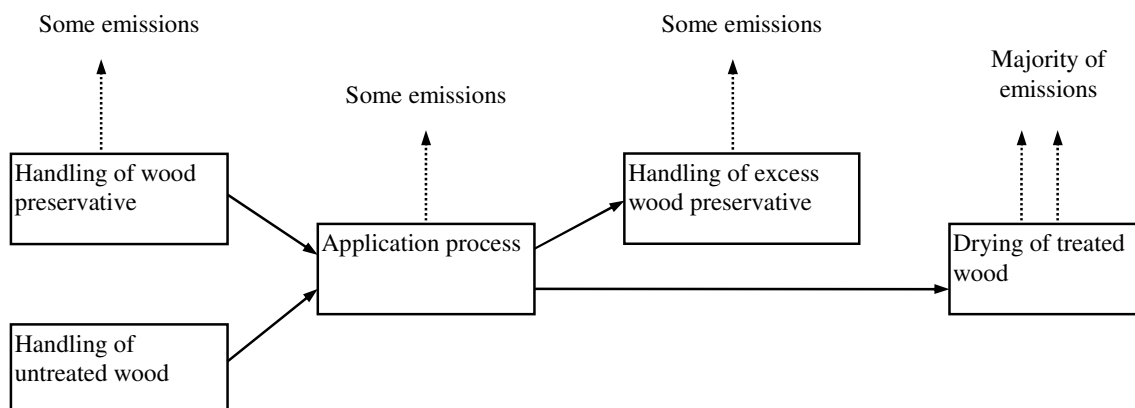 Some emissions
Some emissions
Majority of
emissions
Some emissions
Handling of wood
preservative
Handling of excess
wood preservative
Application process
Drying of treated
wood
Handling of
untreated wood